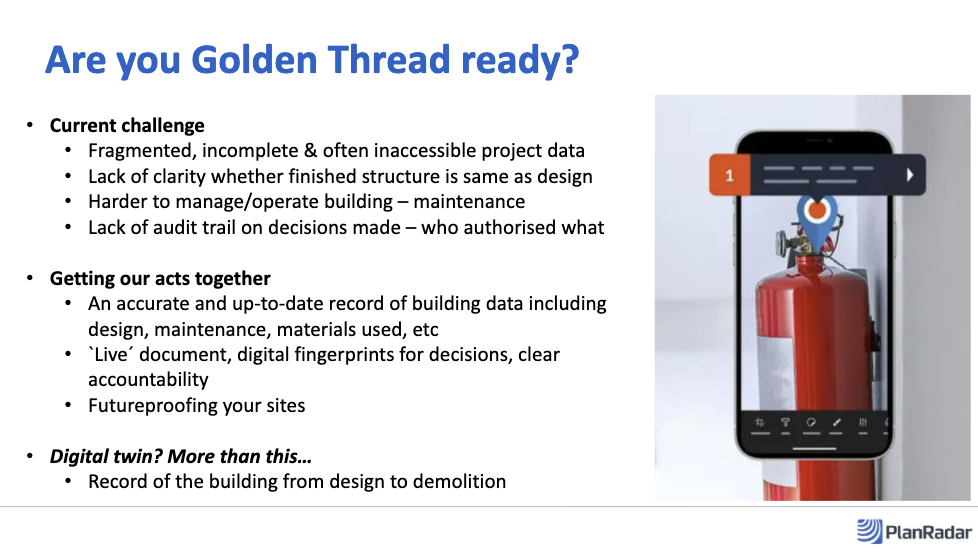 Are you Golden Thread ready?
• Current challenge
• Fragmented, incomplete & often inaccessible project data
• Lack of clarity whether finished structure is same as design
• Harder to manage/operate building – maintenance
• Lack of audit trail on decisions made – who authorised what
• Getting our acts together
• An accurate and up-to-date record of building data including
design, maintenance, materials used, etc
• `Live´ document, digital fingerprints for decisions, clear
accountability
• Futureproofing your sites
• Digital twin? More than this…
• Record of the building from design to demolition
1
PlanRadar